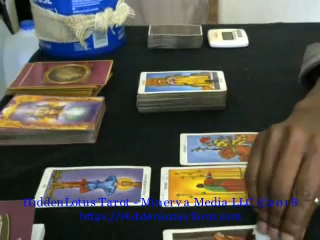 HiddenLotus Tarot - Minerva Media LLC ©2018
https://hiddenlotustarot.com